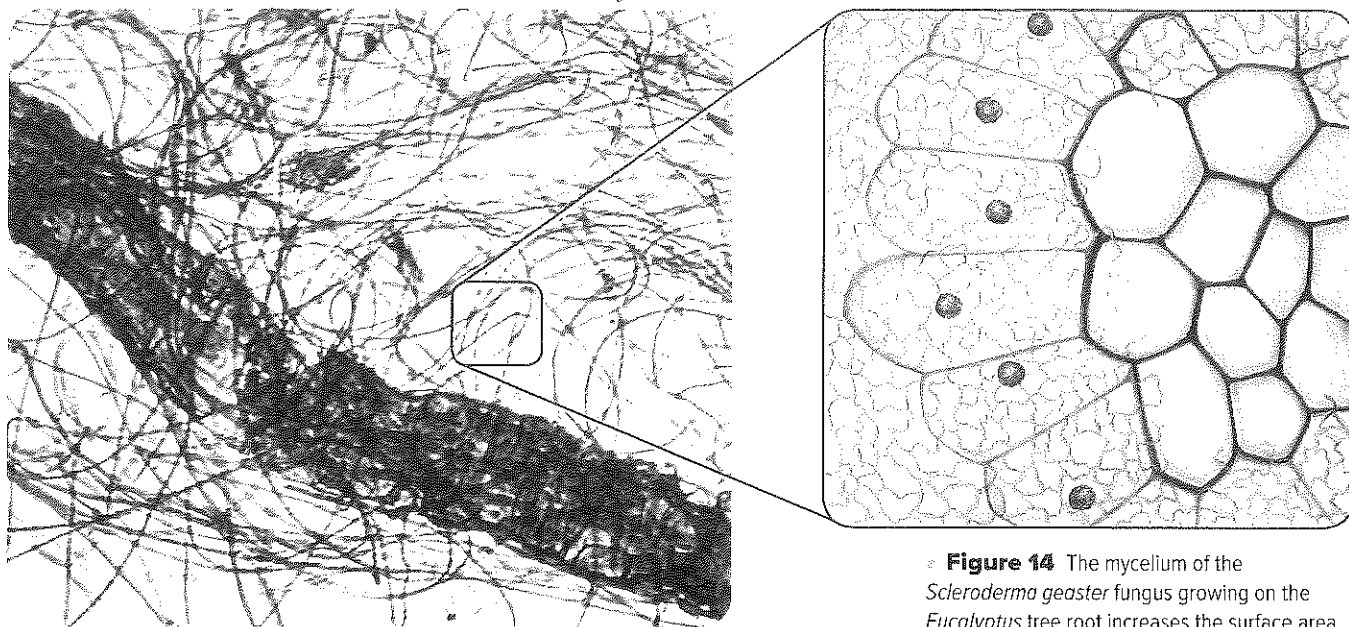 Figure 14 The mycelium of the
Scleroderma geaster fungus growing on the
Eucalyptus tree root increases the surface area